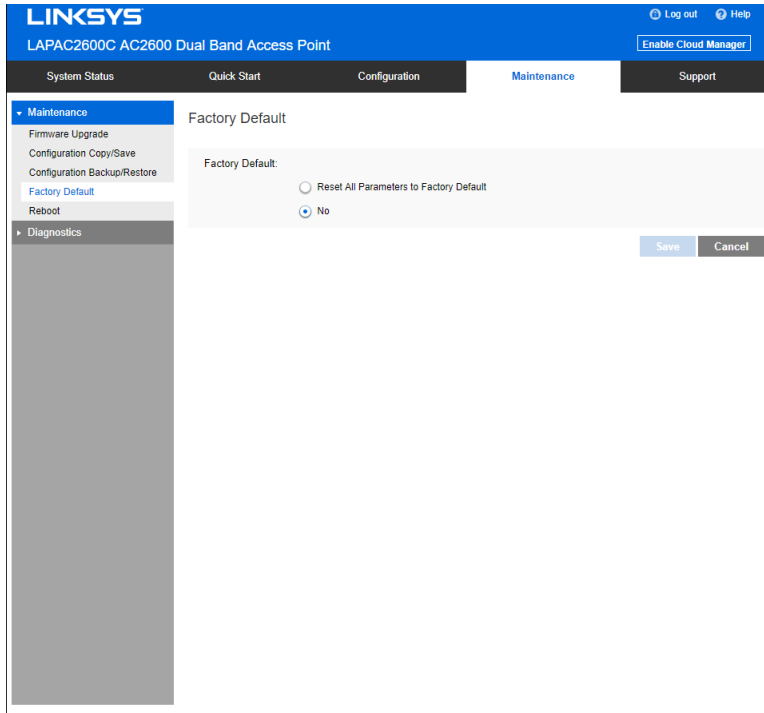 LINKSYS
Log out Help
LAPAC2600C AC2600 Dual Band Access Point
Enable Cloud Manager
System Status Quick Start Configuration Maintenance Support
Maintenance
Firmware Upgrade
Configuration Copy/Save
Configuration Backup/Restore
Factory Default
Reboot
Diagnostics
Factory Default
Factory Default:
Reset All Parameters to Factory Default
No
Save Cancel